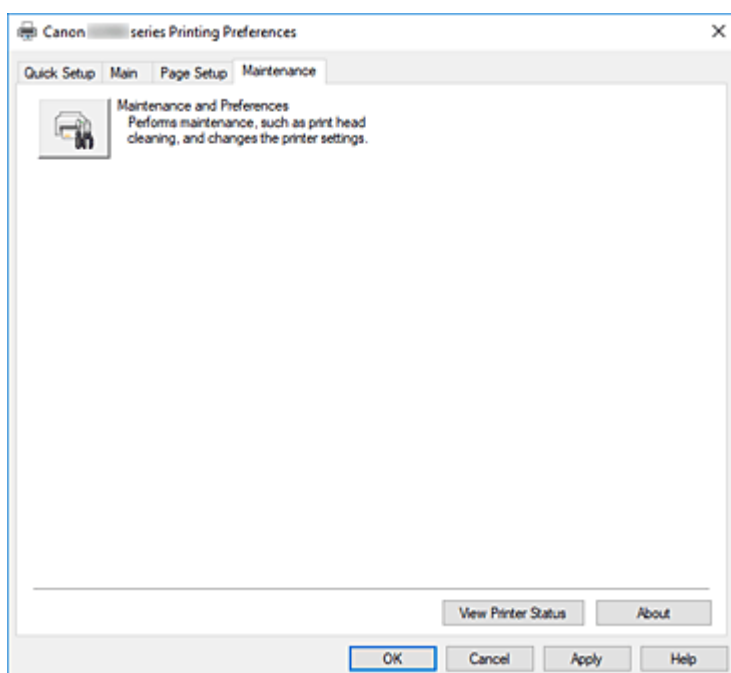 Canon series Printing Preferences
Quick Setup Main Page Setup Maintenance
Maintenance and Preferences
Performs maintenance, such as print head
cleaning, and changes the printer settings.
View Printer Status About
OK Cancel Apply Help